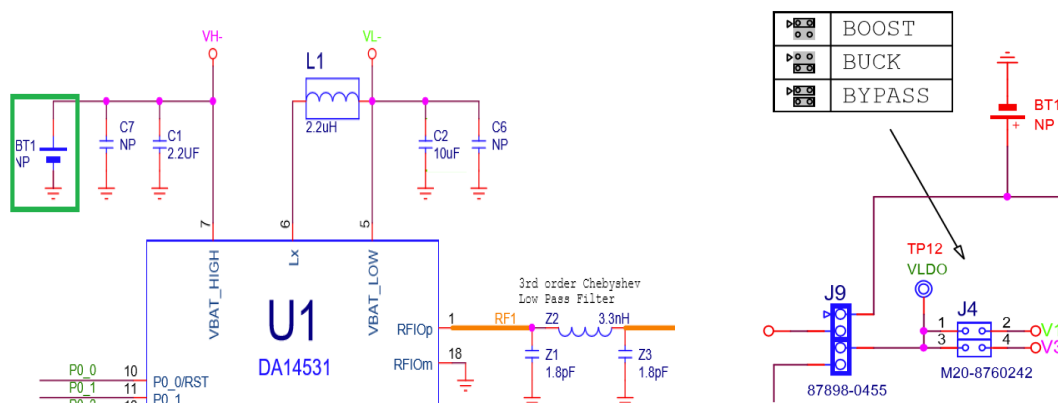 VH-
VL-
L1
2.2uH
BT1
NP
C7
NP
C1
2.2UF
C2
10uF
C6
NP
7
6
5
VBAT_HIGH
Lx
VBAT_LOW
U1
DA14531
RFIOp
1
RF1
RFIOm
18
3rd order Chebyshev
Low Pass Filter
Z2
3.3nH
Z1
1.8pF
Z3
1.8pF
P0_0
10
P0_0/RST
P0_1
11
P0_1
BOOST
BUCK
BYPASS
BT1
NP
+
TP12
VLDO
J9
87898-0455
J4
1
2
V1
3
4
V3
M20-8760242